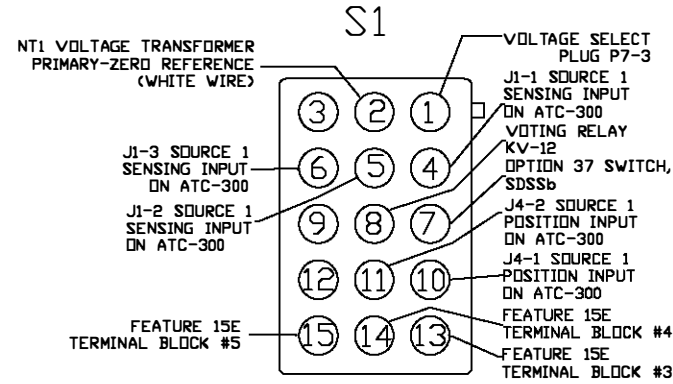 S1
NT1 VOLTAGE TRANSFORMER
PRIMARY-ZERO REFERENCE
(WHITE WIRE)
VOLTAGE SELECT
PLUG P7-3
J1-1 SOURCE 1
SENSING INPUT
ON ATC-300
VOTING RELAY
KV-12
OPTION 37 SWITCH,
SDSSb
J4-2 SOURCE 1
POSITION INPUT
ON ATC-300
J4-1 SOURCE 1
POSITION INPUT
ON ATC-300
FEATURE 15E
TERMINAL BLOCK #4
FEATURE 15E
TERMINAL BLOCK #3
J1-3 SOURCE 1
SENSING INPUT
ON ATC-300
J1-2 SOURCE 1
SENSING INPUT
ON ATC-300
FEATURE 15E
TERMINAL BLOCK #5
3 2 1
6 5 4
9 8 7
12 11 10
15 14 13